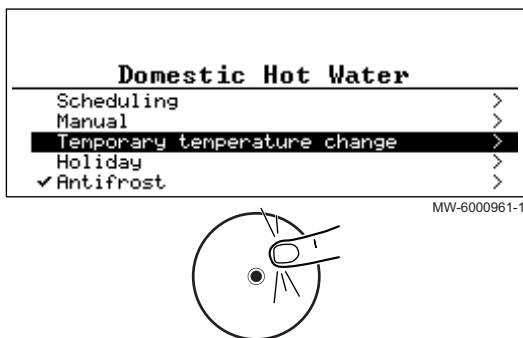 Domestic Hot Water
Scheduling >
Manual >
Temporary temperature change >
Holiday >
✓Antifrost >
MW-6000961-1